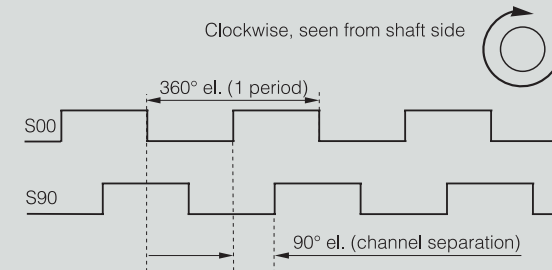 Clockwise, seen from shaft side
360° el. (1 period)
S00
S90
90° el. (channel separation)